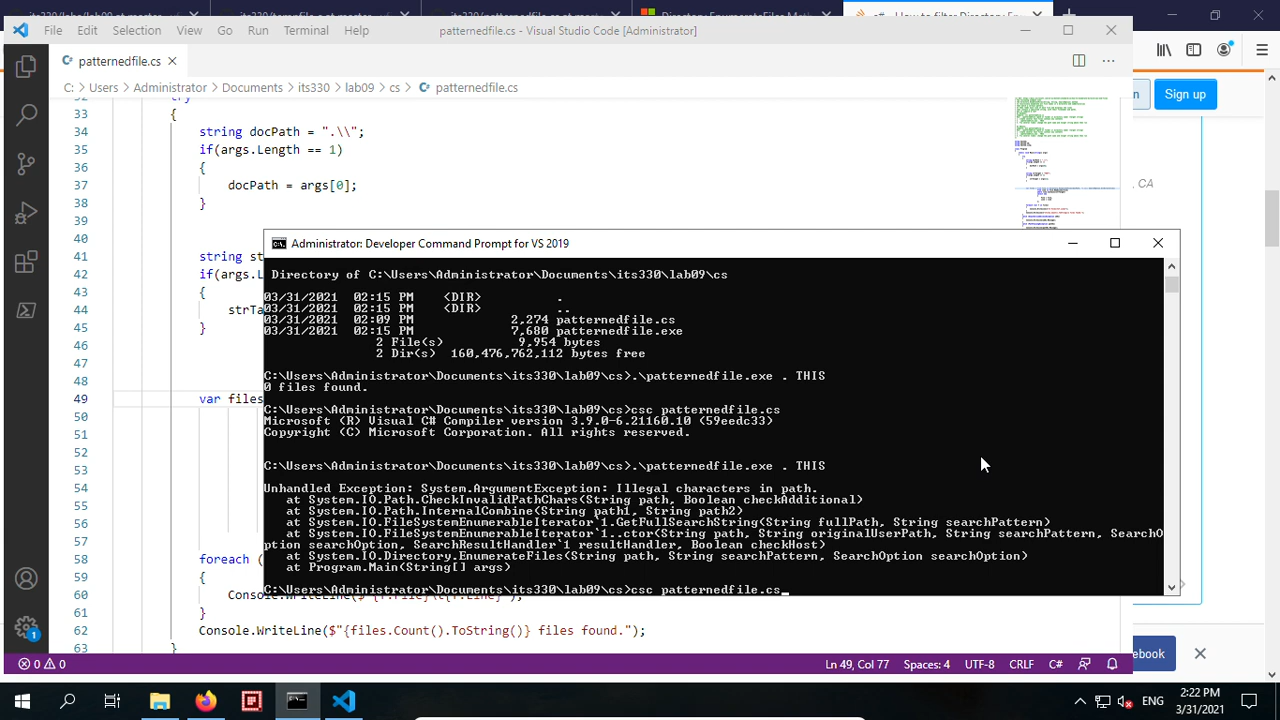 File Edit Selection View Go Run Terminal Help patternedfile.cs - Visual Studio Code [Administrator]
patternedfile.cs
C: > Users > Administrator > Documents > its330 > lab09 > cs > patternedfile.cs
Sign up
CA
33 {
34 string docPath = ".\\";
35 if(args.Length == 1)
36 {
37 docPath = args[0];
38 }
39
40
41 string st
42 if(args.L
43 {
44 strTa
45 }
46
47
48
49 var files
50
51
52
53
54
55
56
57
58 foreach (
59 {
60 Console.WriteLine($"{f.File}\t{f.Line}");
61 }
62 Console.WriteLine($"{files.Count().ToString()} files found.");
63 }
Administrator: Developer Command Prompt for VS 2019
Directory of C:\Users\Administrator\Documents\its330\lab09\cs
03/31/2021 02:15 PM <DIR> .
03/31/2021 02:15 PM <DIR> ..
03/31/2021 02:09 PM 2,274 patternedfile.cs
03/31/2021 02:15 PM 7,680 patternedfile.exe
2 File(s) 9,954 bytes
2 Dir(s) 160,476,762,112 bytes free
C:\Users\Administrator\Documents\its330\lab09\cs>.\patternedfile.exe . THIS
0 files found.
C:\Users\Administrator\Documents\its330\lab09\cs>csc patternedfile.cs
Microsoft (R) Visual C# Compiler version 3.9.0-6.21160.10 (59eedc33)
Copyright (C) Microsoft Corporation. All rights reserved.
C:\Users\Administrator\Documents\its330\lab09\cs>.\patternedfile.exe . THIS
Unhandled Exception: System.ArgumentException: Illegal characters in path.
at System.IO.Path.CheckInvalidPathChars(String path, Boolean checkAdditional)
at System.IO.Path.InternalCombine(String path1, String path2)
at System.IO.FileSystemEnumerableIterator`1.GetFullSearchString(String fullPath, String searchPattern)
at System.IO.FileSystemEnumerableIterator`1..ctor(String path, String originalUserPath, String searchPattern, SearchO
ption searchOption, SearchResultHandler`1 resultHandler, Boolean checkHost)
at System.IO.Directory.EnumerateFiles(String path, String searchPattern, SearchOption searchOption)
at Program.Main(String[] args)
C:\Users\Administrator\Documents\its330\lab09\cs>csc patternedfile.cs
ebook
0 0 Ln 49, Col 77 Spaces: 4 UTF-8 CRLF C#
1
ENG
2:22 PM
3/31/2021